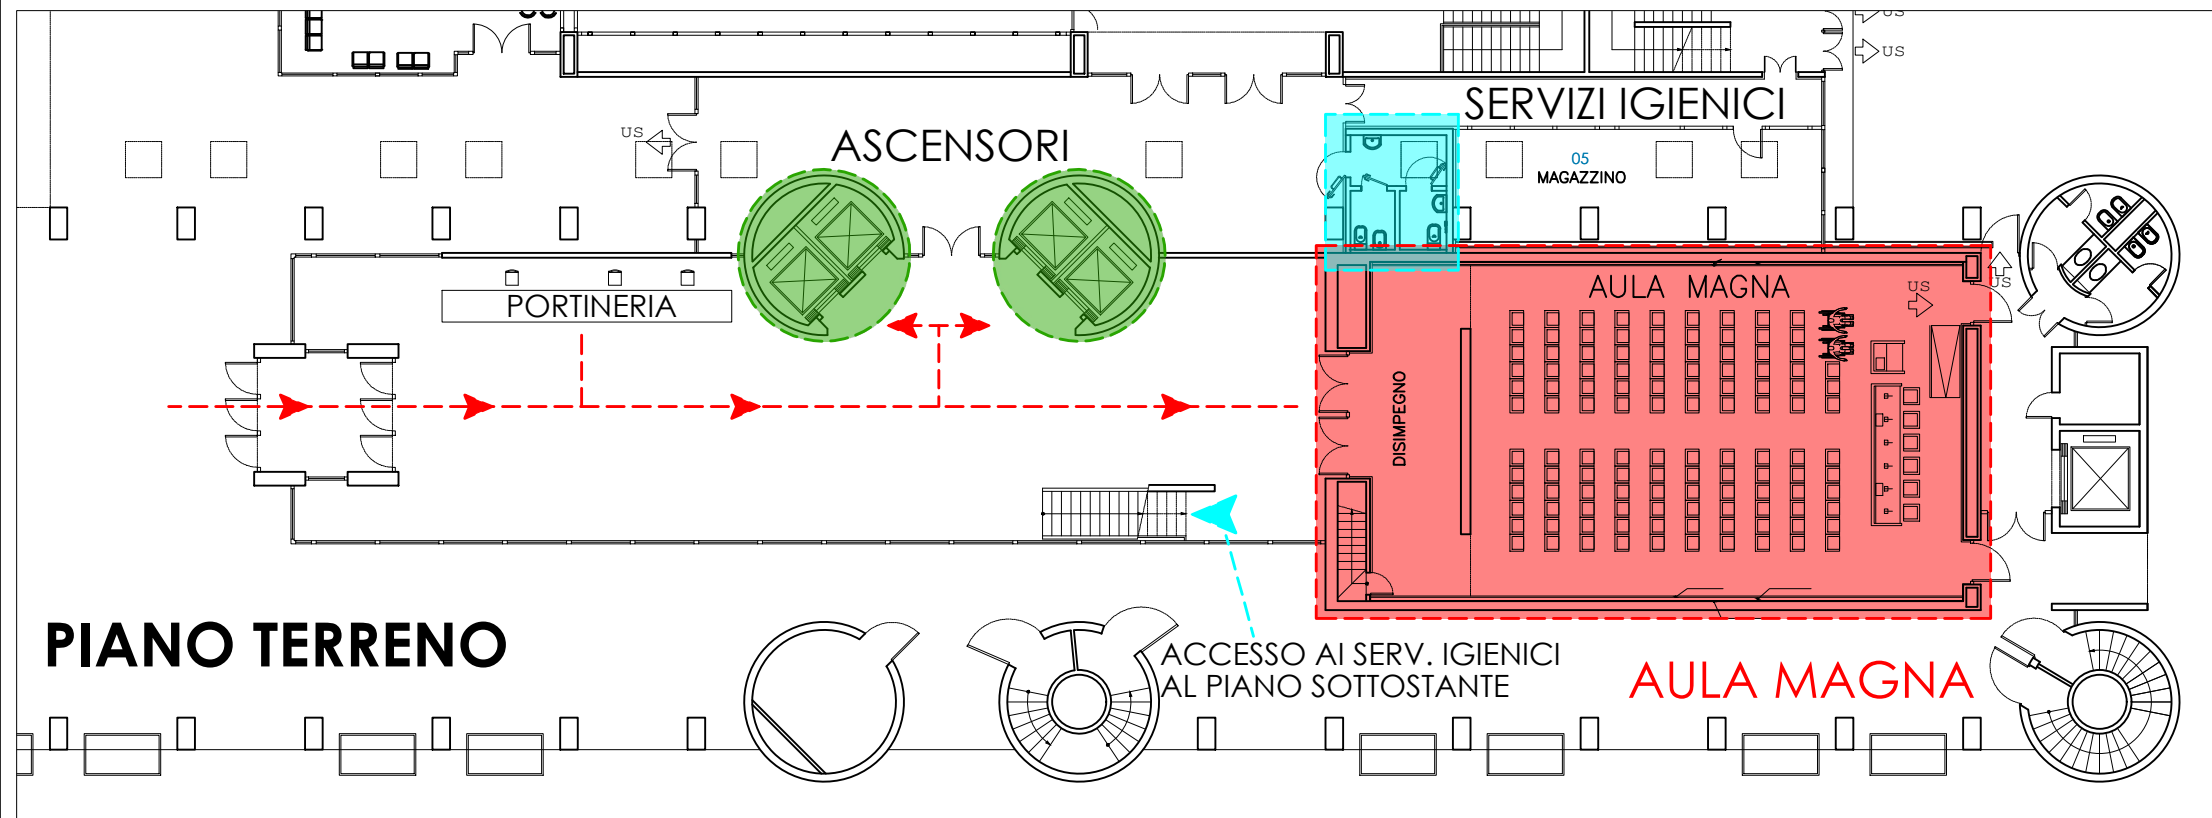 US
US
SERVIZI IGIENICI
US
ASCENSORI
05
MAGAZZINO
AULA MAGNA
US
US
PORTINERIA
DISIMPEGNO
PIANO TERRENO
ACCESSO AI SERV. IGIENICI
AL PIANO SOTTOSTANTE
AULA MAGNA